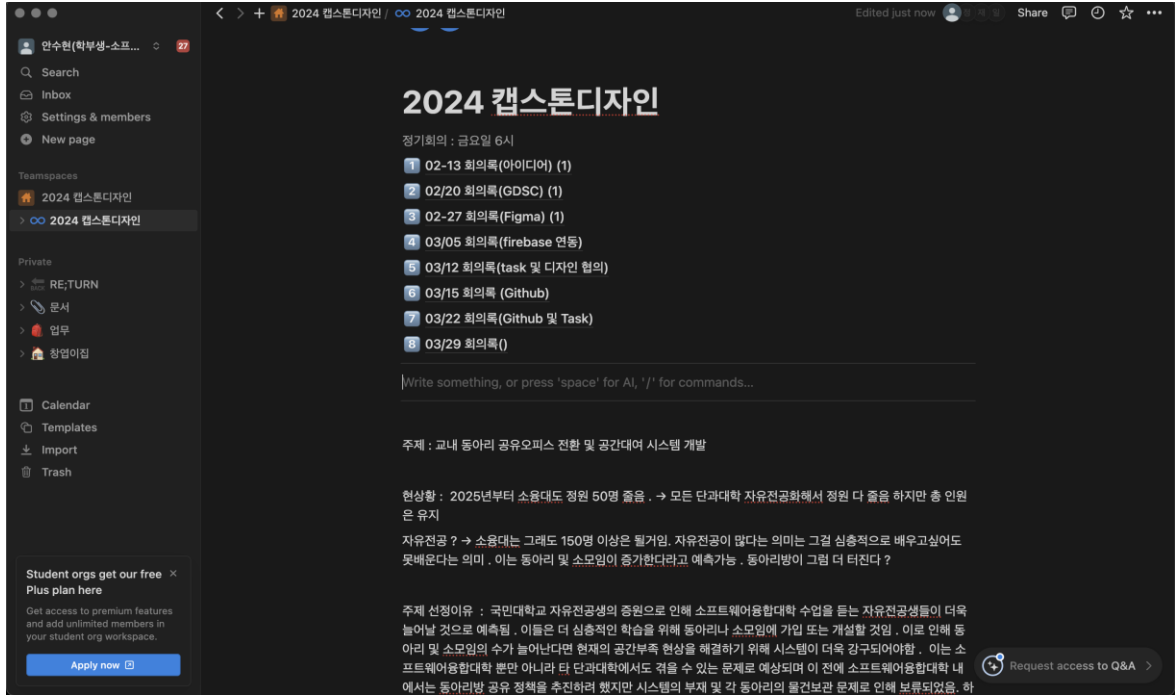 2024 캡스톤디자인 / 2024 캡스톤디자인
Edited just now
Share
안수현(학부생-소프...
27
Search
Inbox
Settings & members
New page
Teamspaces
2024 캡스톤디자인
2024 캡스톤디자인
Private
BACK RE;TURN
문서
업무
창업이집
Calendar
Templates
Import
Trash
Student orgs get our free
Plus plan here
Get access to premium features
and add unlimited members in
your student org workspace.
Apply now
2024 캡스톤디자인
정기회의 : 금요일 6시
1 02-13 회의록(아이디어) (1)
2 02/20 회의록(GDSC) (1)
3 02-27 회의록(Figma) (1)
4 03/05 회의록(firebase 연동)
5 03/12 회의록(task 및 디자인 협의)
6 03/15 회의록 (Github)
7 03/22 회의록(Github 및 Task)
8 03/29 회의록()
Write something, or press 'space' for AI, '/' for commands...
주제 : 교내 동아리 공유오피스 전환 및 공간대여 시스템 개발
현상황 : 2025년부터 소융대도 정원 50명 줄음 . → 모든 단과대학 자유전공화해서 정원 다 줄음 하지만 총 인원
은 유지
자유전공 ? → 소융대는 그래도 150명 이상은 될거임. 자유전공이 많다는 의미는 그걸 심층적으로 배우고싶어도
못배운다는 의미 . 이는 동아리 및 소모임이 증가한다라고 예측가능 . 동아리방이 그럼 더 터진다 ?
주제 선정이유 : 국민대학교 자유전공생의 증원으로 인해 소프트웨어융합대학 수업을 듣는 자유전공생들이 더욱
늘어날 것으로 예측됨 . 이들은 더 심층적인 학습을 위해 동아리나 소모임에 가입 또는 개설할 것임 . 이로 인해 동
아리 및 소모임의 수가 늘어난다면 현재의 공간부족 현상을 해결하기 위해 시스템이 더욱 강구되어야함 . 이는 소
프트웨어융합대학 뿐만 아니라 타 단과대학에서도 겪을 수 있는 문제로 예상되며 이 전에 소프트웨어융합대학 내
에서는 동아리방 공유 정책을 추진하려 했지만 시스템의 부재 및 각 동아리의 물건보관 문제로 인해 보류되었음. 하
Request access to Q&A